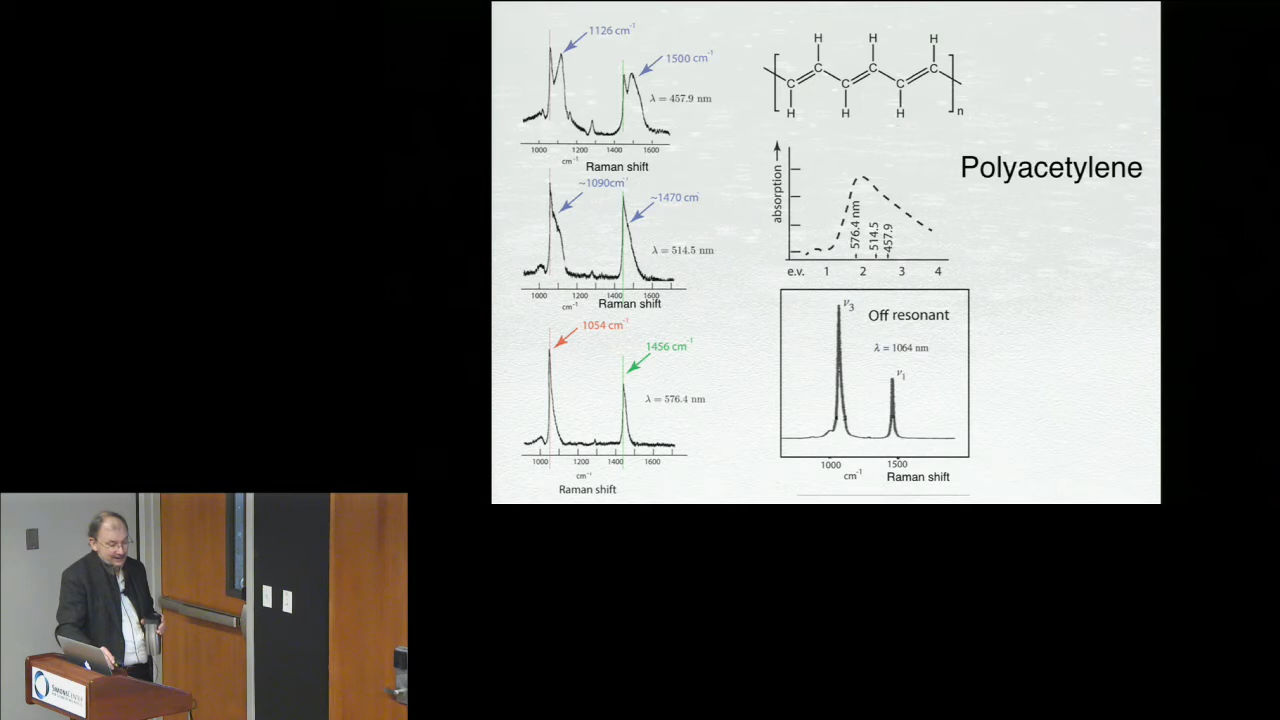 1126 cm⁻¹
1500 cm⁻¹
λ = 457.9 nm
1000 1200 1400 1600
cm⁻¹
Raman shift
~1090cm⁻¹
~1470 cm⁻
λ = 514.5 nm
1000 1200 1400 1600
cm⁻¹
Raman shift
1054 cm⁻¹
1456 cm⁻¹
λ = 576.4 nm
1000 1200 1400 1600
cm⁻¹
Raman shift
H H H
H H H
C C C
C C C
n
Polyacetylene
absorption
576.4 nm
514.5
457.9
e.v. 1 2 3 4
ν₃
Off resonant
λ = 1064 nm
ν₁
1000 1500
cm⁻¹
Raman shift
Simons Center